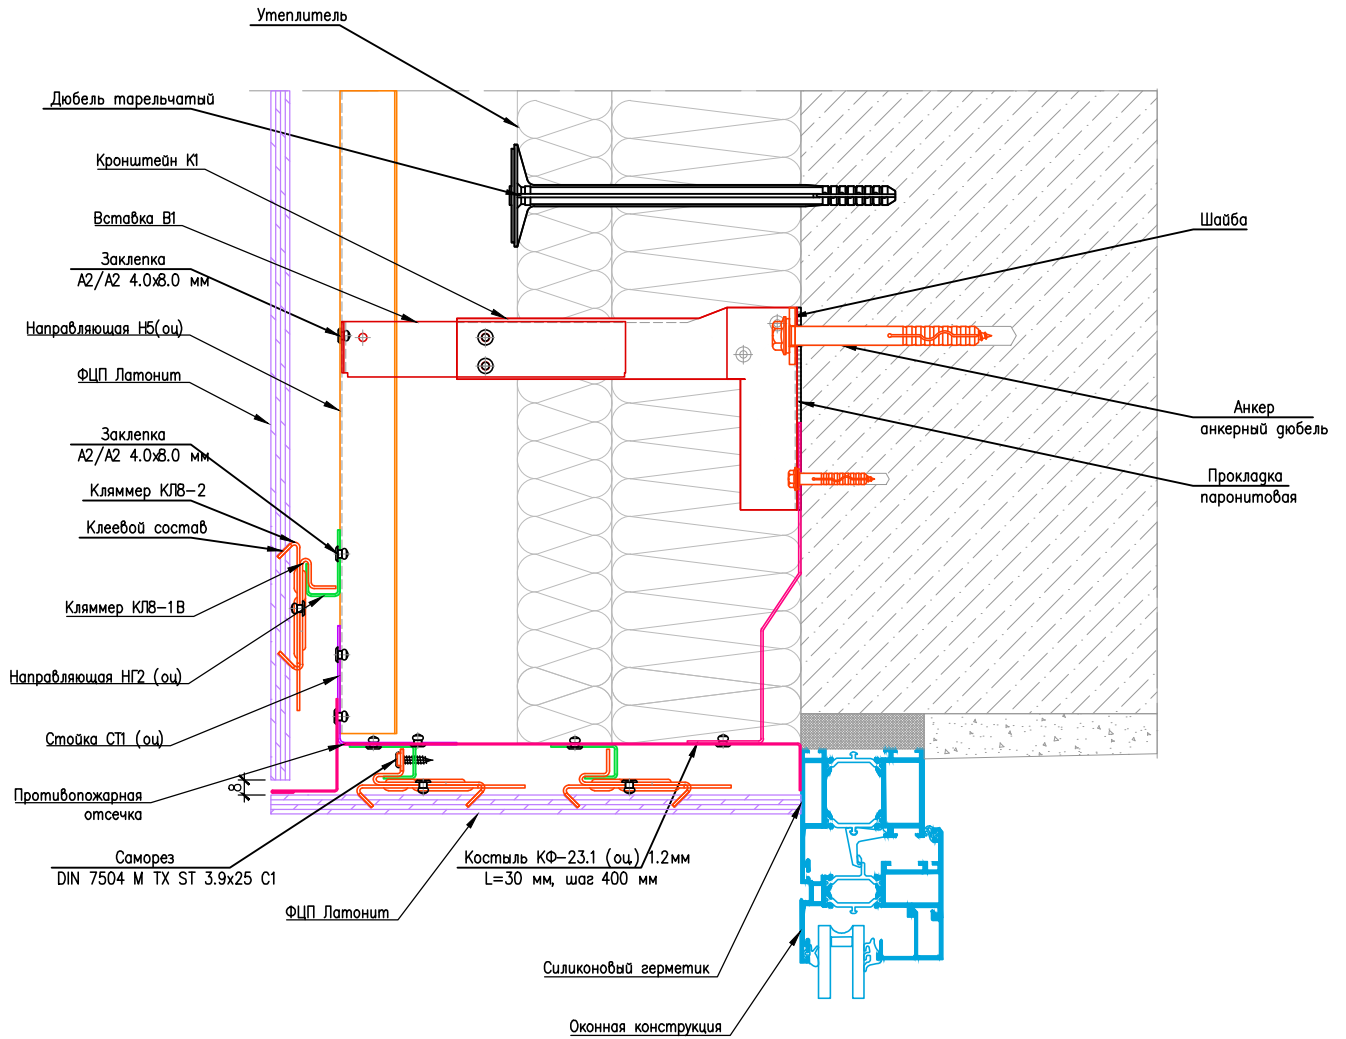 Утеплитель
Дюбель тарельчатый
Кронштейн К1
Вставка В1
Заклепка
А2/А2 4.0х8.0 мм
Направляющая Н5(оц)
ФЦП Латонит
Заклепка
А2/А2 4.0х8.0 мм
Кляммер КЛ8-2
Клеевой состав
Кляммер КЛ8-1В
Направляющая НГ2 (оц)
Стойка СТ1 (оц)
Противопожарная
отсечка
8
Саморез
DIN 7504 M TX ST 3.9x25 C1
ФЦП Латонит
Костыль КФ-23.1 (оц) 1.2мм
L=30 мм, шаг 400 мм
Силиконовый герметик
Оконная конструкция
Шайба
Анкер
анкерный дюбель
Прокладка
паронитовая